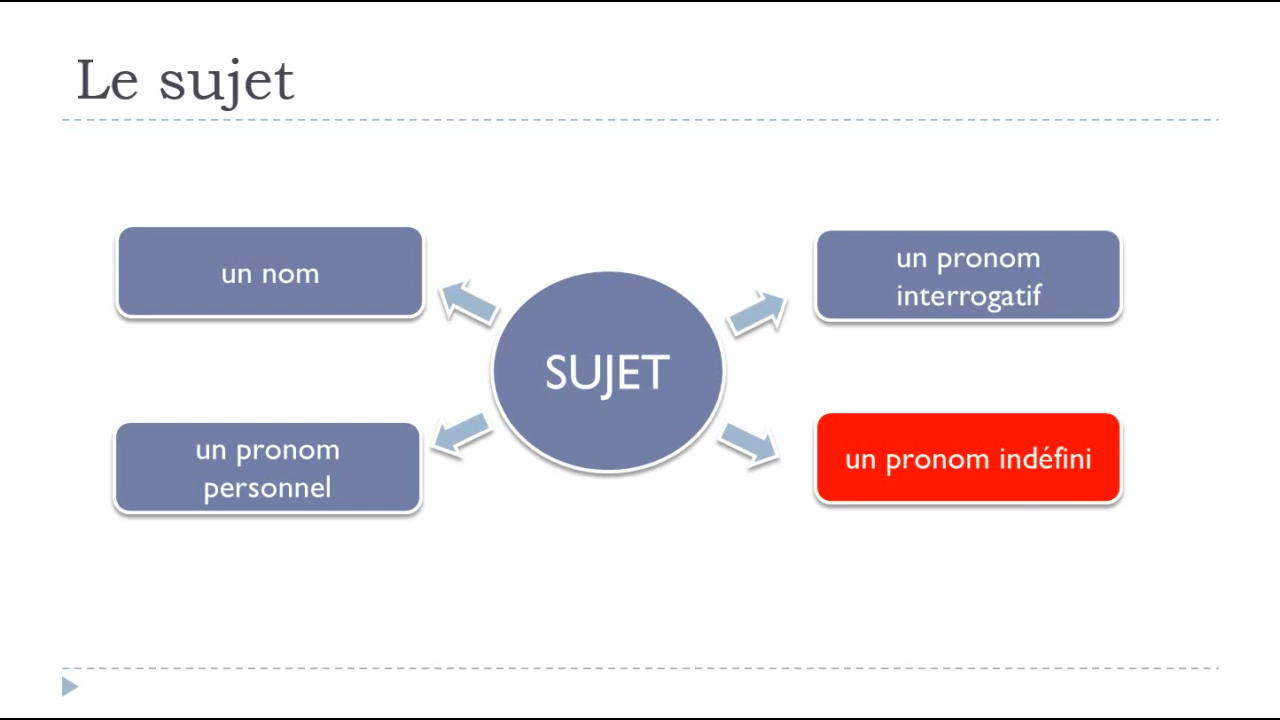 Le sujet
un nom
un pronom
interrogatif
SUJET
un pronom
personnel
un pronom indéfini